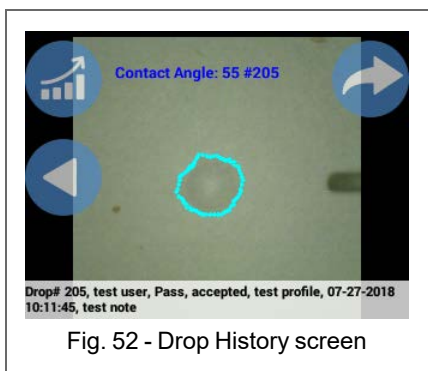 Contact Angle: 55 #205
Drop# 205, test user, Pass, accepted, test profile, 07-27-2018
10:11:45, test note
Fig. 52 - Drop History screen